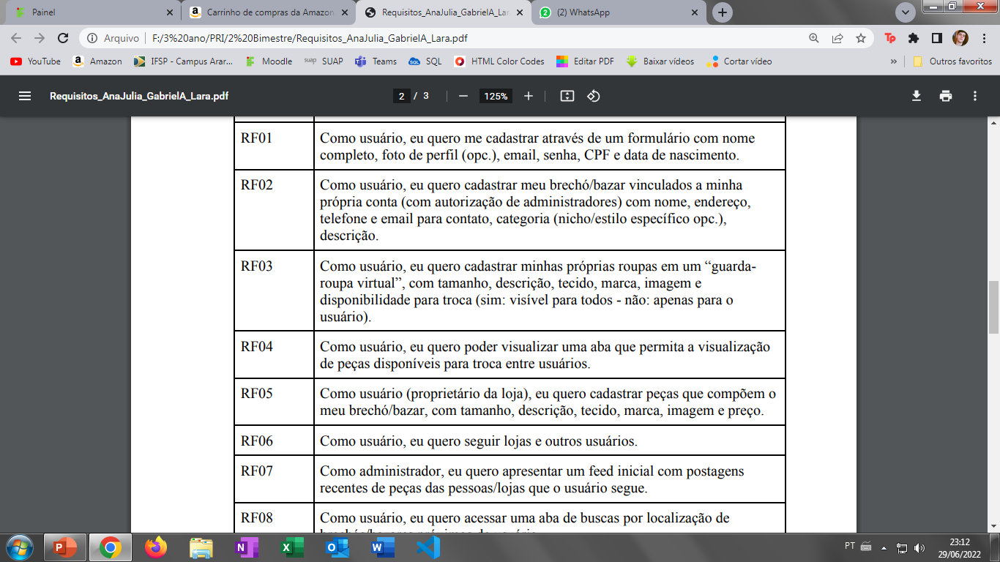 Painel
Carrinho de compras da Amazon
Requisitos_AnaJulia_GabrielA_Lar
(2) WhatsApp
Arquivo F:/3%20ano/PRI/2%20Bimestre/Requisitos_AnaJulia_GabrielA_Lara.pdf
YouTube Amazon IFSP - Campus Arar... Moodle suap SUAP Teams SQL SQL HTML Color Codes Editar PDF Baixar vídeos Cortar vídeo » Outros favoritos
Requisitos_AnaJulia_GabrielA_Lara.pdf 2 / 3 125%
RF01
Como usuário, eu quero me cadastrar através de um formulário com nome
completo, foto de perfil (opc.), email, senha, CPF e data de nascimento.
RF02
Como usuário, eu quero cadastrar meu brechó/bazar vinculados a minha
própria conta (com autorização de administradores) com nome, endereço,
telefone e email para contato, categoria (nicho/estilo específico opc.),
descrição.
RF03
Como usuário, eu quero cadastrar minhas próprias roupas em um “guarda-
roupa virtual”, com tamanho, descrição, tecido, marca, imagem e
disponibilidade para troca (sim: visível para todos - não: apenas para o
usuário).
RF04
Como usuário, eu quero poder visualizar uma aba que permita a visualização
de peças disponíveis para troca entre usuários.
RF05
Como usuário (proprietário da loja), eu quero cadastrar peças que compõem o
meu brechó/bazar, com tamanho, descrição, tecido, marca, imagem e preço.
RF06
Como usuário, eu quero seguir lojas e outros usuários.
RF07
Como administrador, eu quero apresentar um feed inicial com postagens
recentes de peças das pessoas/lojas que o usuário segue.
RF08
Como usuário, eu quero acessar uma aba de buscas por localização de
PT
23:12
29/06/2022